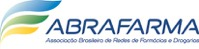 ABRAFARMA
Associação Brasileira de Redes de Farmácias e Drogarias